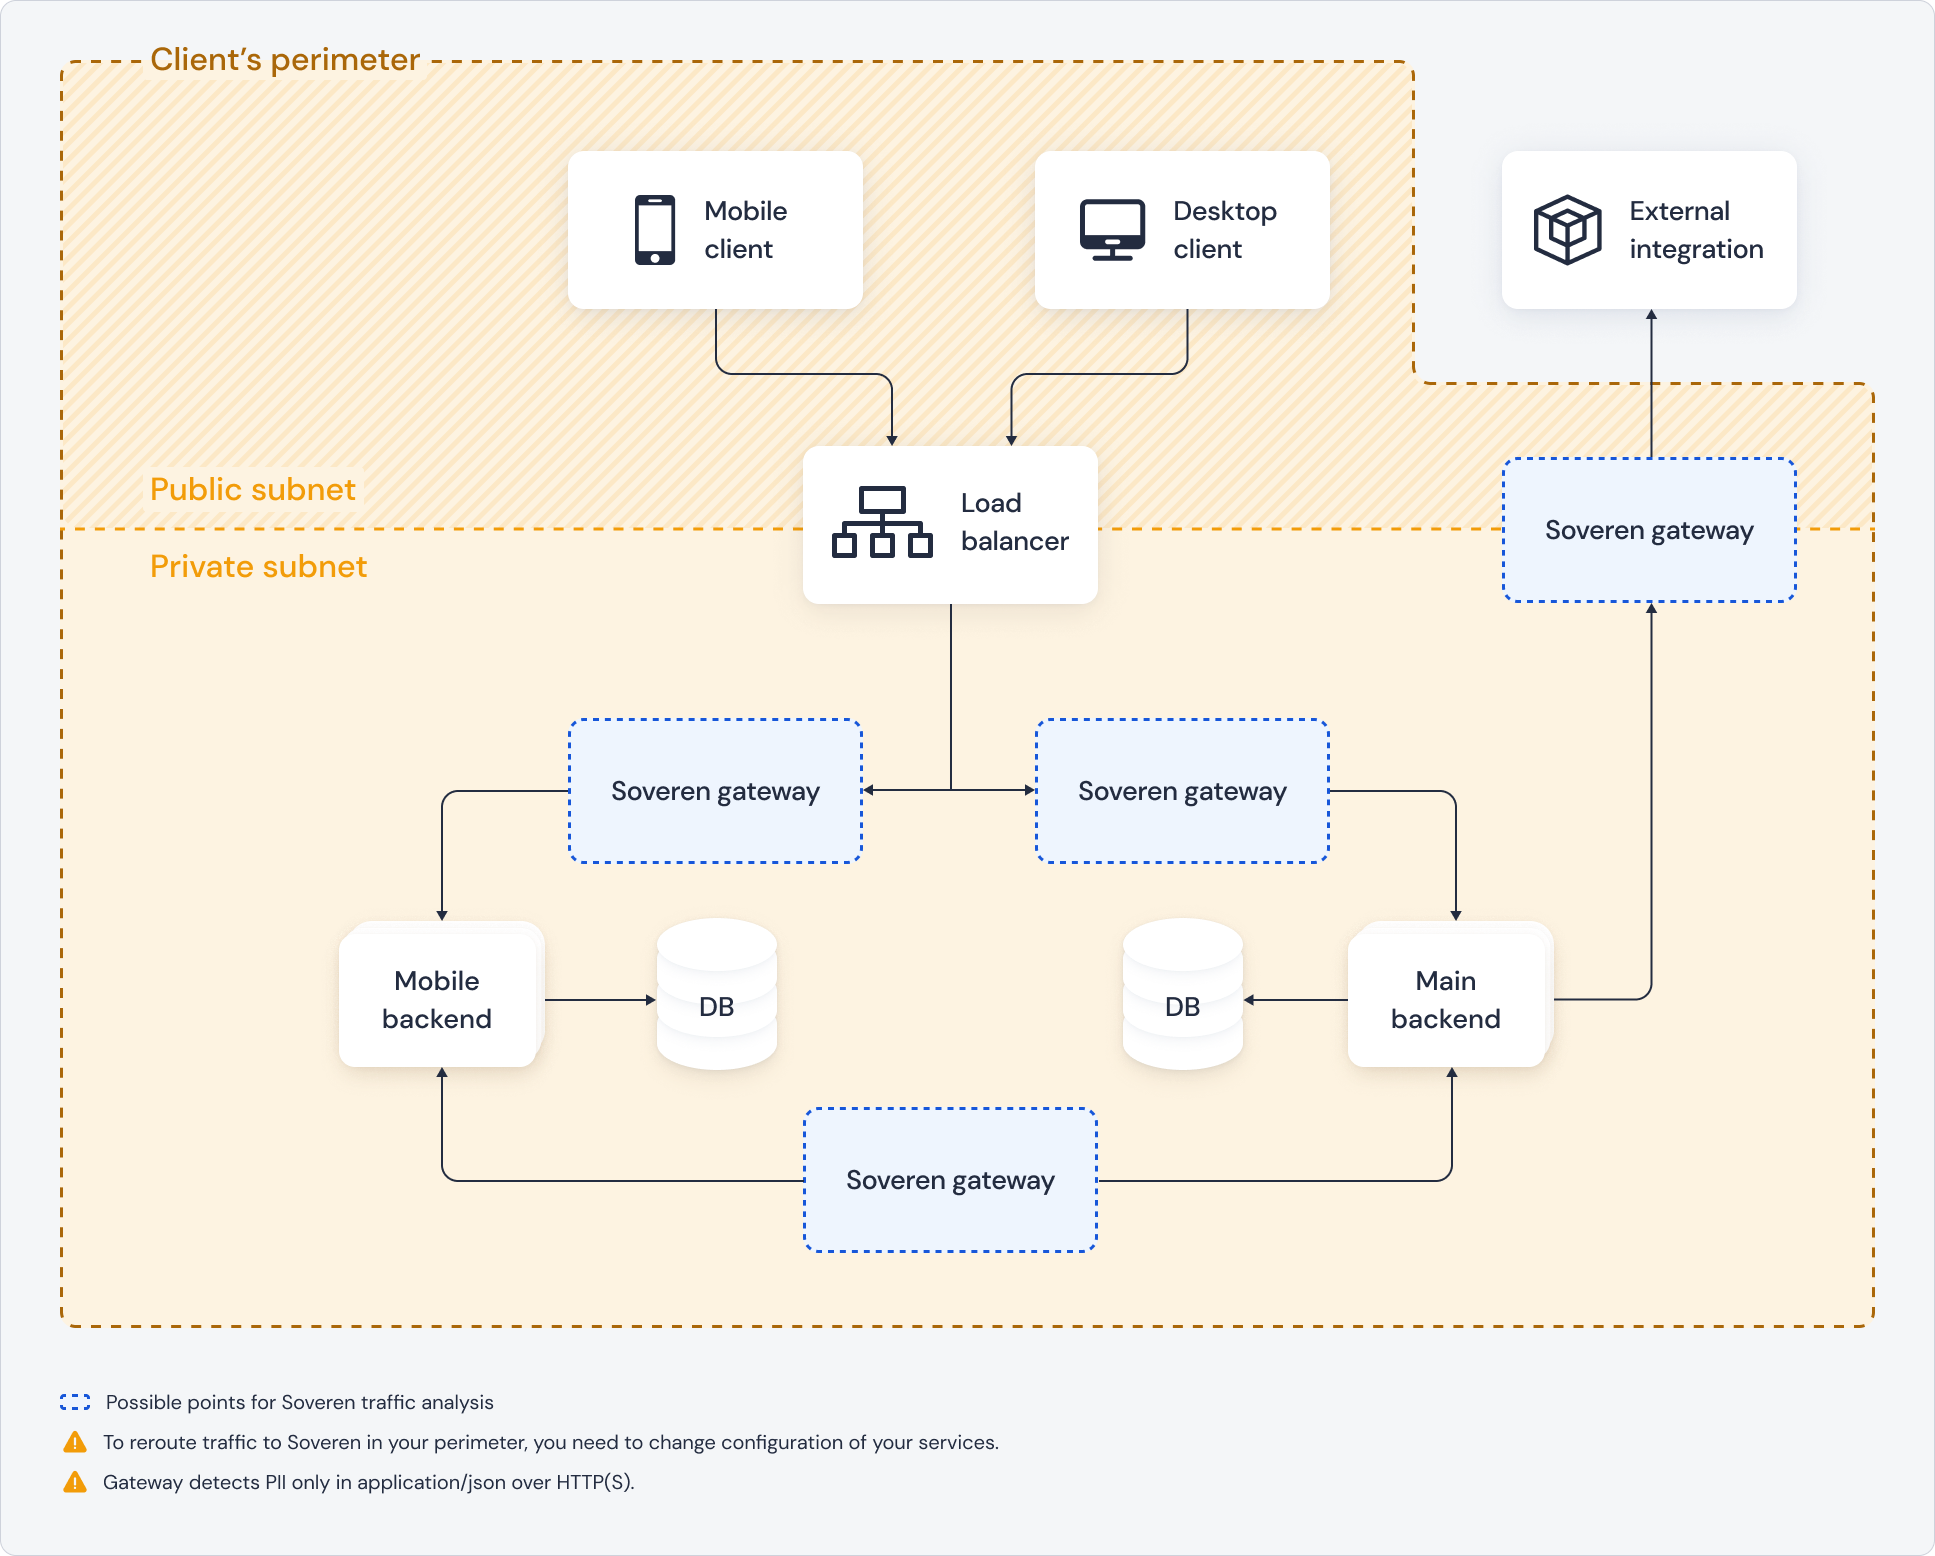 Client’s perimeter
Mobile
client
Desktop
client
External
integration
Public subnet
Load
balancer
Soveren gateway
Private subnet
Soveren gateway
Soveren gateway
Mobile
backend
DB
DB
Main
backend
Soveren gateway
Possible points for Soveren traffic analysis
To reroute traffic to Soveren in your perimeter, you need to change configuration of your services.
Gateway detects PII only in application/json over HTTP(S).